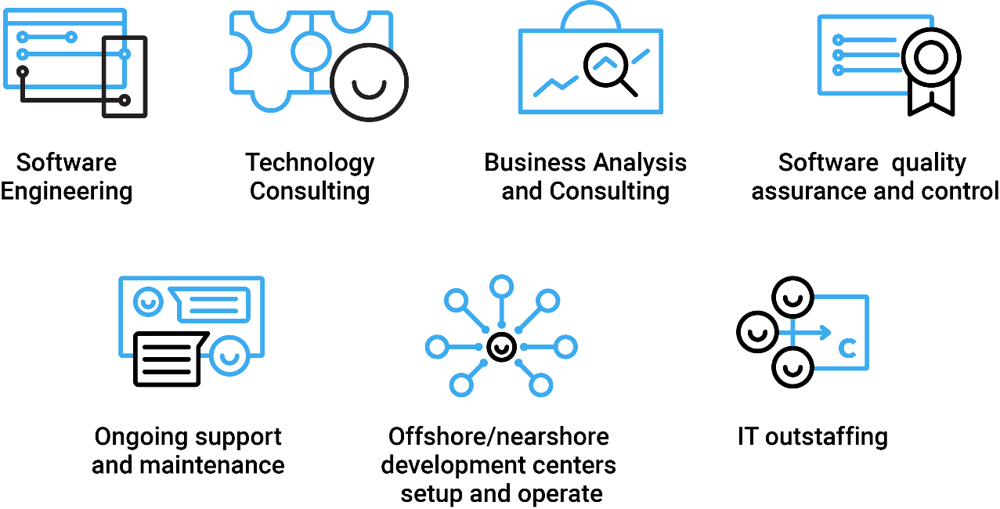 Software
Engineering
Technology
Consulting
Business Analysis
and Consulting
Software  quality
assurance and control
Ongoing support
and maintenance
Offshore/nearshore
development centers
setup and operate
IT outstaffing